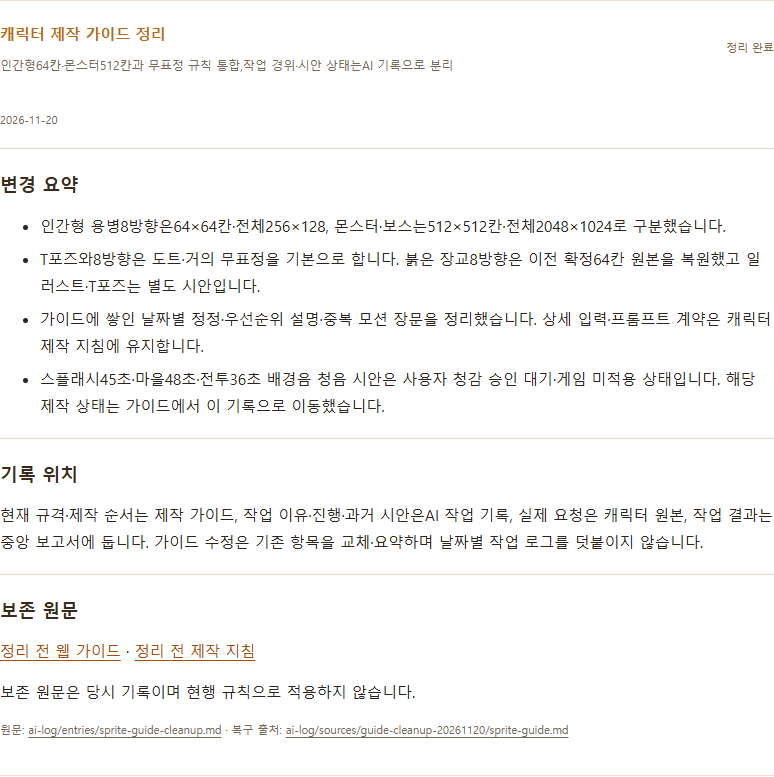 캐릭터 제작 가이드 정리
정리 완료
인간형64칸·몬스터512칸과 무표정 규칙 통합,작업 경위·시안 상태는AI 기록으로 분리
2026-11-20
변경 요약
• 인간형 용병8방향은64×64칸·전체256×128, 몬스터·보스는512×512칸·전체2048×1024로 구분했습니다.
• T포즈와8방향은 도트·거의 무표정을 기본으로 합니다. 붉은 장교8방향은 이전 확정64칸 원본을 복원했고 일
러스트·T포즈는 별도 시안입니다.
• 가이드에 쌓인 날짜별 정정·우선순위 설명·중복 모션 장문을 정리했습니다. 상세 입력·프롬프트 계약은 캐릭터
제작 지침에 유지합니다.
• 스플래시45초·마을48초·전투36초 배경음 청음 시안은 사용자 청감 승인 대기·게임 미적용 상태입니다. 해당
제작 상태는 가이드에서 이 기록으로 이동했습니다.
기록 위치
현재 규격·제작 순서는 제작 가이드, 작업 이유·진행·과거 시안은AI 작업 기록, 실제 요청은 캐릭터 원본, 작업 결과는
중앙 보고서에 둡니다. 가이드 수정은 기존 항목을 교체·요약하며 날짜별 작업 로그를 덧붙이지 않습니다.
보존 원문
정리 전 웹 가이드 · 정리 전 제작 지침
보존 원문은 당시 기록이며 현행 규칙으로 적용하지 않습니다.
원문: ai-log/entries/sprite-guide-cleanup.md · 복구 출처: ai-log/sources/guide-cleanup-20261120/sprite-guide.md